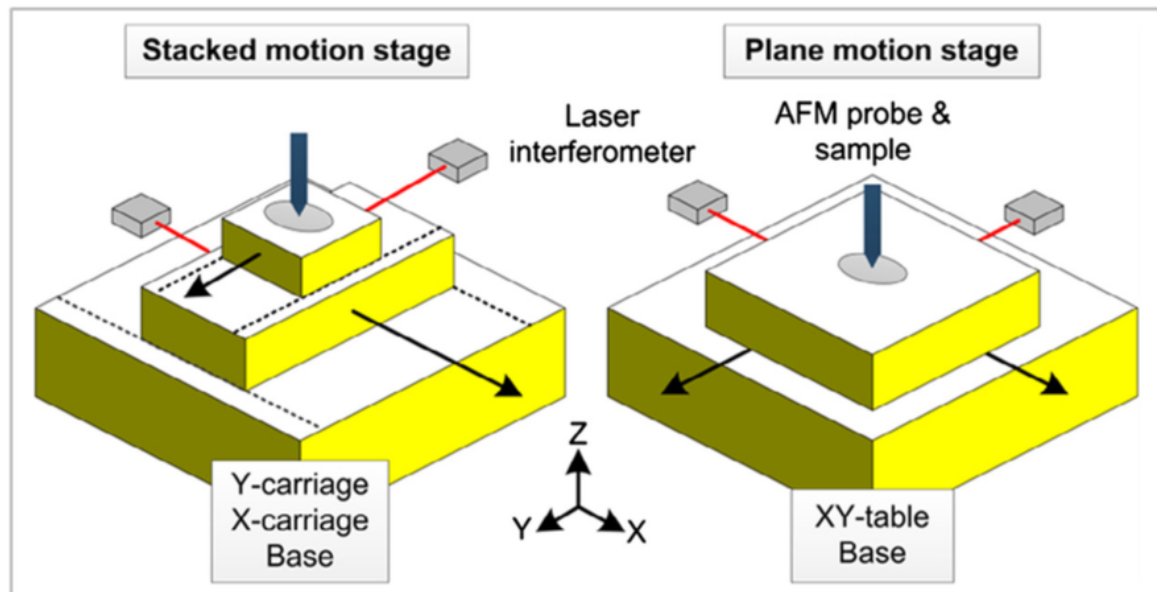 Stacked motion stage
Plane motion stage
Laser
interferometer
AFM probe &
sample
Y-carriage
X-carriage
Base
Z
Y
X
XY-table
Base